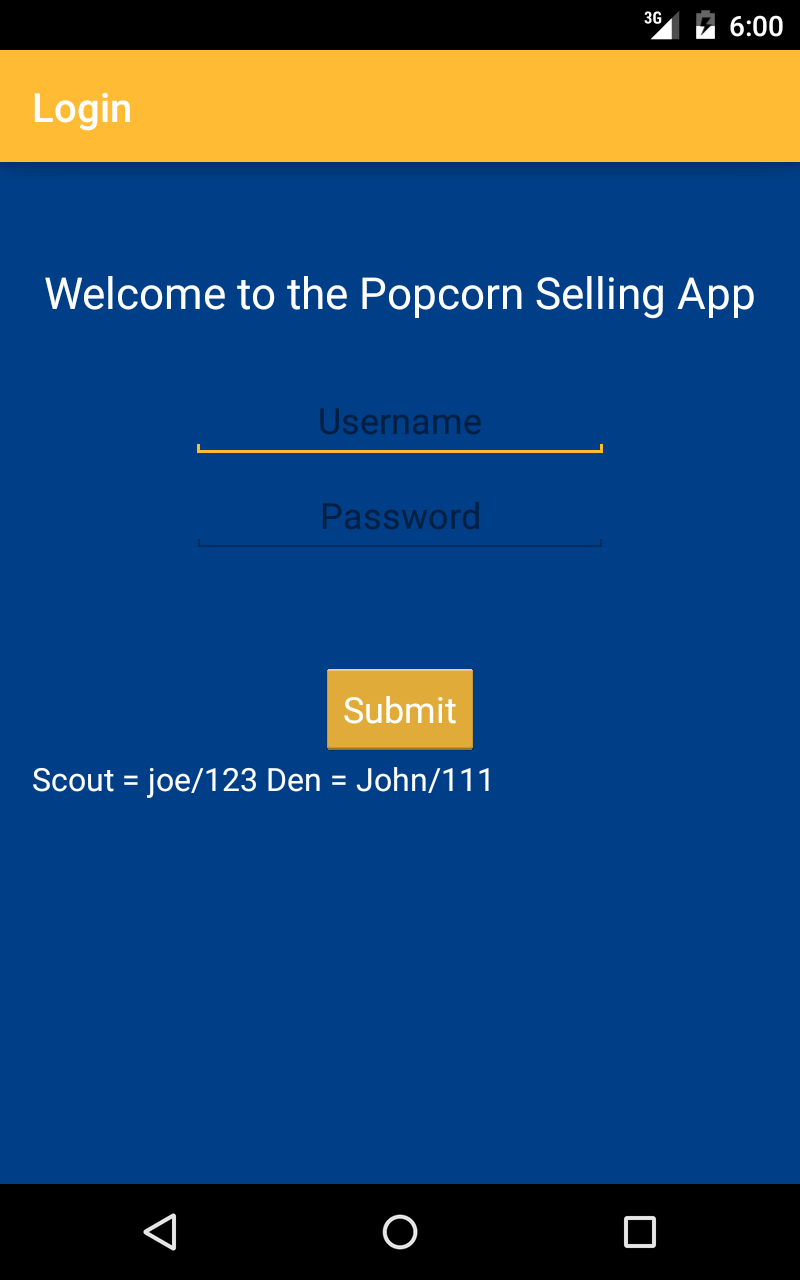 3G 6:00
Login
Welcome to the Popcorn Selling App
Username
Password
Submit
Scout = joe/123 Den = John/111